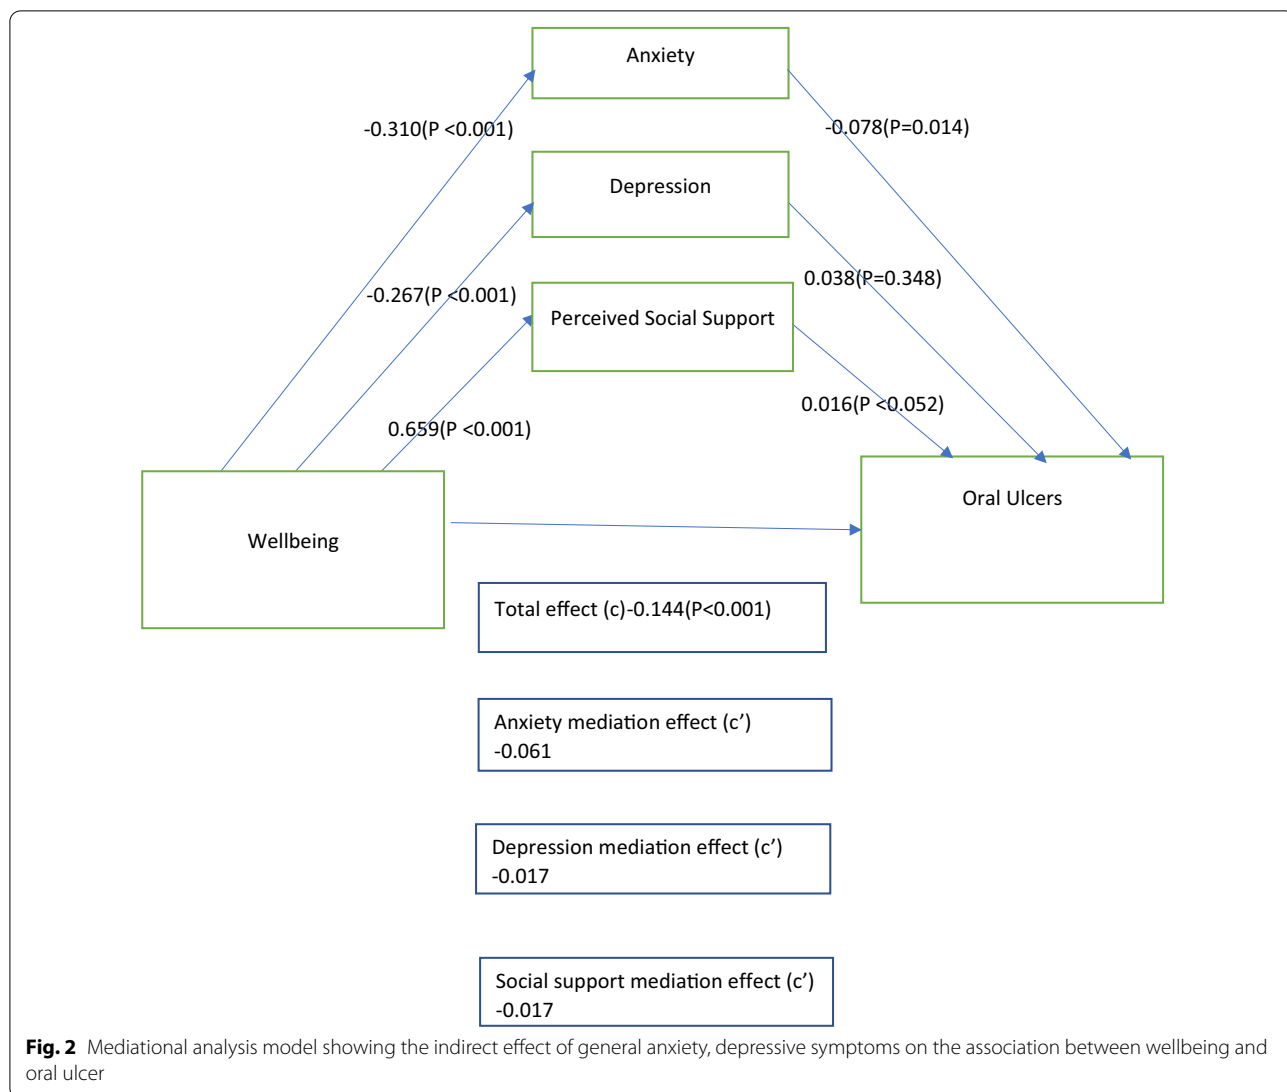 Anxiety
-0.310(P <0.001)
-0.078(P=0.014)
Depression
-0.267(P <0.001)
0.038(P=0.348)
Perceived Social Support
0.659(P <0.001)
0.016(P <0.052)
Wellbeing
Oral Ulcers
Total effect (c)-0.144(P<0.001)
Anxiety mediation effect (c’)
-0.061
Depression mediation effect (c’)
-0.017
Social support mediation effect (c’)
-0.017
Fig. 2 Mediational analysis model showing the indirect effect of general anxiety, depressive symptoms on the association between wellbeing and
oral ulcer